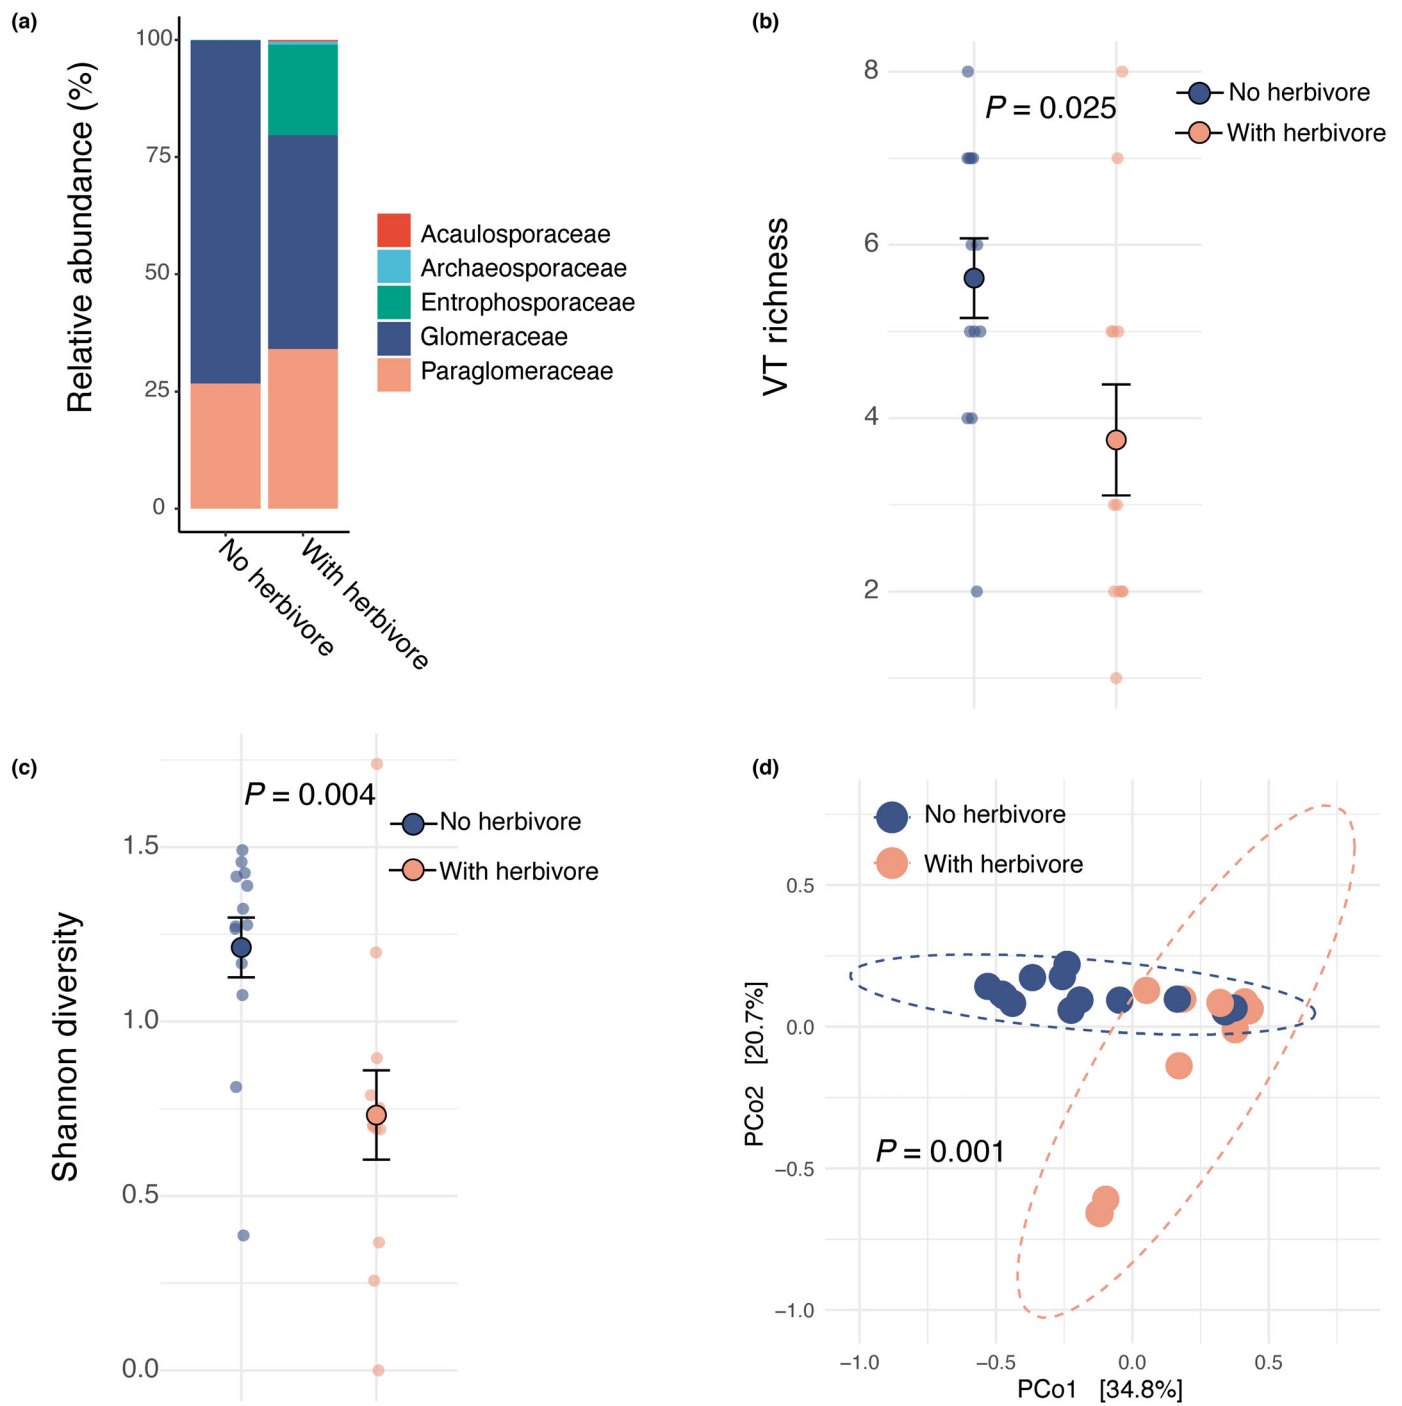 (a)
Relative abundance (%)
100
75
50
25
0
No herbivore
With herbivore
Acaulosporaceae
Archaeosporaceae
Entrophosporaceae
Glomeraceae
Paraglomeraceae
(b)
VT richness
8
6
4
2
P = 0.025
No herbivore
With herbivore
(c)
Shannon diversity
1.5
1.0
0.5
0.0
P = 0.004
No herbivore
With herbivore
(d)
PCo2 [20.7%]
0.5
0.0
−0.5
−1.0
No herbivore
With herbivore
P = 0.001
−1.0
−0.5
0.0
0.5
PCo1 [34.8%]